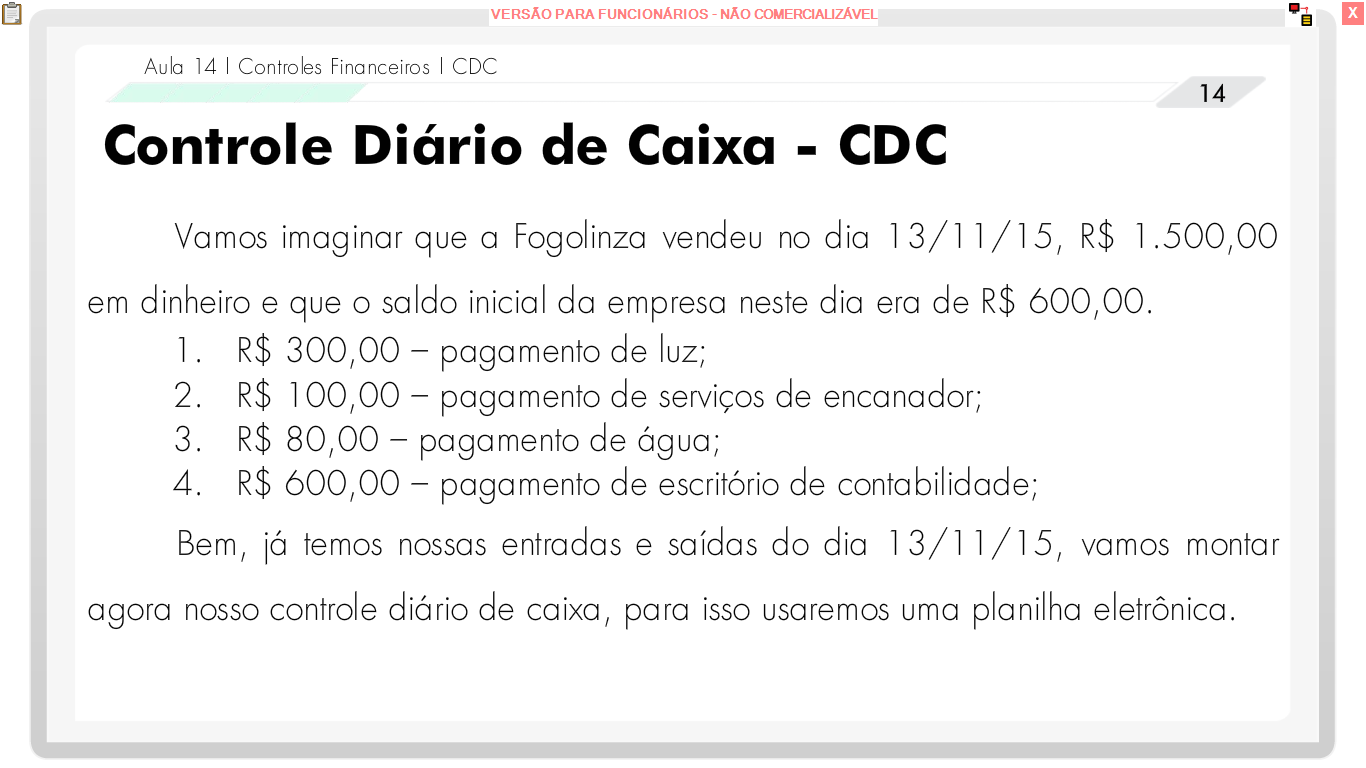 VERSÃO PARA FUNCIONÁRIOS - NÃO COMERCIALIZÁVEL
X
Aula 14 | Controles Financeiros | CDC
14
Controle Diário de Caixa - CDC
Vamos imaginar que a Fogolinza vendeu no dia 13/11/15, R$ 1.500,00
em dinheiro e que o saldo inicial da empresa neste dia era de R$ 600,00.
1. R$ 300,00 – pagamento de luz;
2. R$ 100,00 – pagamento de serviços de encanador;
3. R$ 80,00 – pagamento de água;
4. R$ 600,00 – pagamento de escritório de contabilidade;
Bem, já temos nossas entradas e saídas do dia 13/11/15, vamos montar
agora nosso controle diário de caixa, para isso usaremos uma planilha eletrônica.